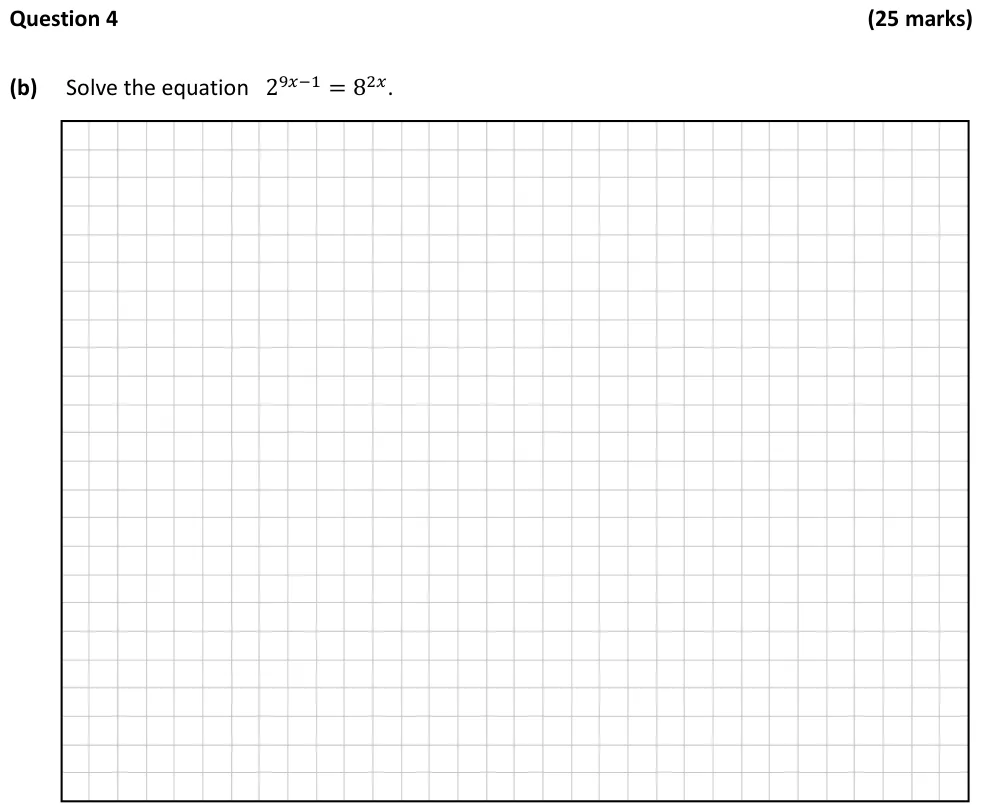 Question 4 (25 marks)
(b) Solve the equation 2^{9x−1} = 8^{2x}.